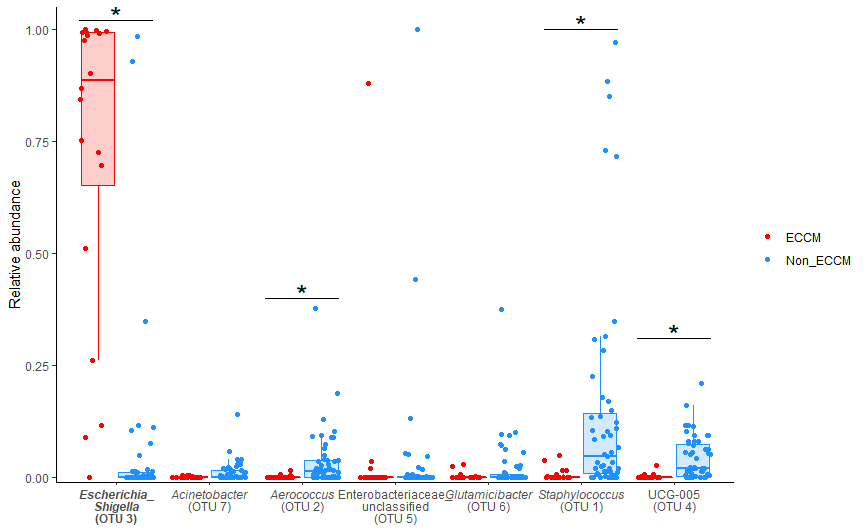 *
*
*
*
1.00
0.75
0.50
0.25
0.00
Relative abundance
ECCM
Non_ECCM
Escherichia_
Shigella
(OTU 3)
Acinetobacter
(OTU 7)
Aerococcus
(OTU 2)
Enterobacteriaceae
unclassified
(OTU 5)
Glutamicibacter
(OTU 6)
Staphylococcus
(OTU 1)
UCG-005
(OTU 4)